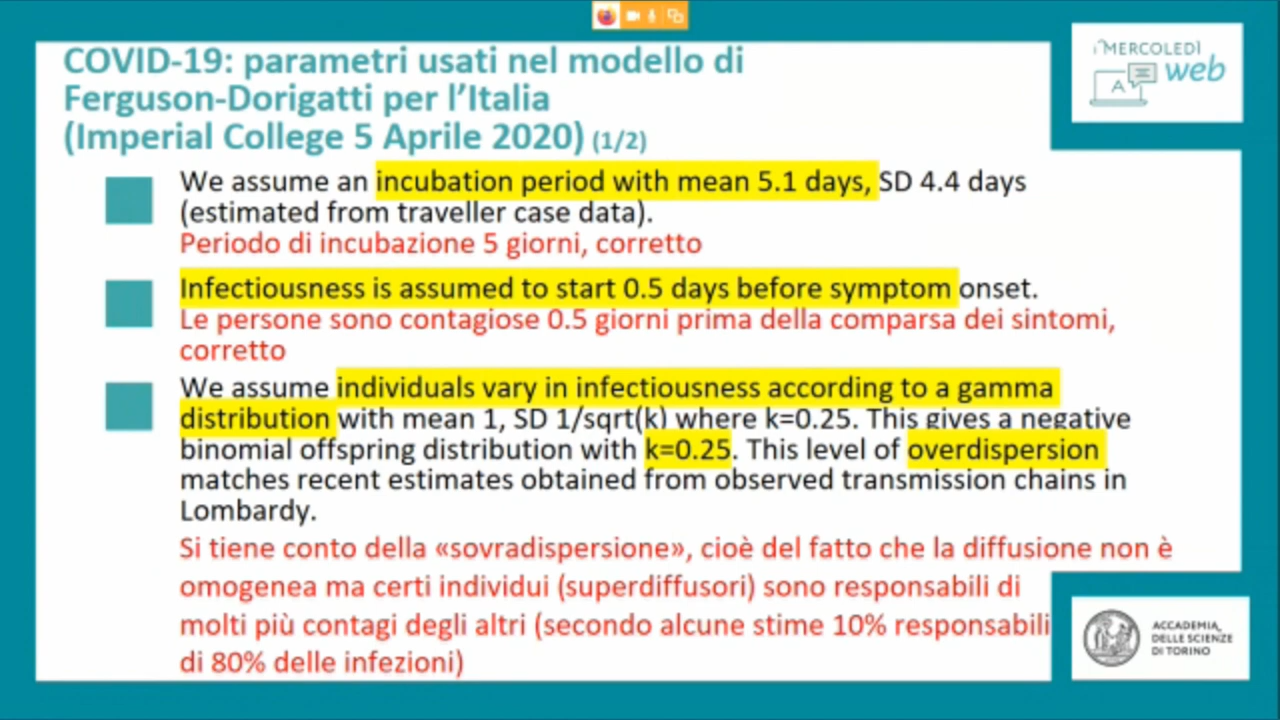 COVID-19: parametri usati nel modello di
Ferguson-Dorigatti per l'Italia
(Imperial College 5 Aprile 2020) (1/2)
i MERCOLEDÌ
web
A
We assume an incubation period with mean 5.1 days, SD 4.4 days
(estimated from traveller case data).
Periodo di incubazione 5 giorni, corretto
Infectiousness is assumed to start 0.5 days before symptom onset.
Le persone sono contagiose 0.5 giorni prima della comparsa dei sintomi,
corretto
We assume individuals vary in infectiousness according to a gamma
distribution with mean 1, SD 1/sqrt(k) where k=0.25. This gives a negative
binomial offspring distribution with k=0.25. This level of overdispersion
matches recent estimates obtained from observed transmission chains in
Lombardy.
Si tiene conto della «sovradispersione», cioè del fatto che la diffusione non è
omogenea ma certi individui (superdiffusori) sono responsabili di
molti più contagi degli altri (secondo alcune stime 10% responsabili
di 80% delle infezioni)
ACCADEMIA
DELLE SCIENZE
DI TORINO